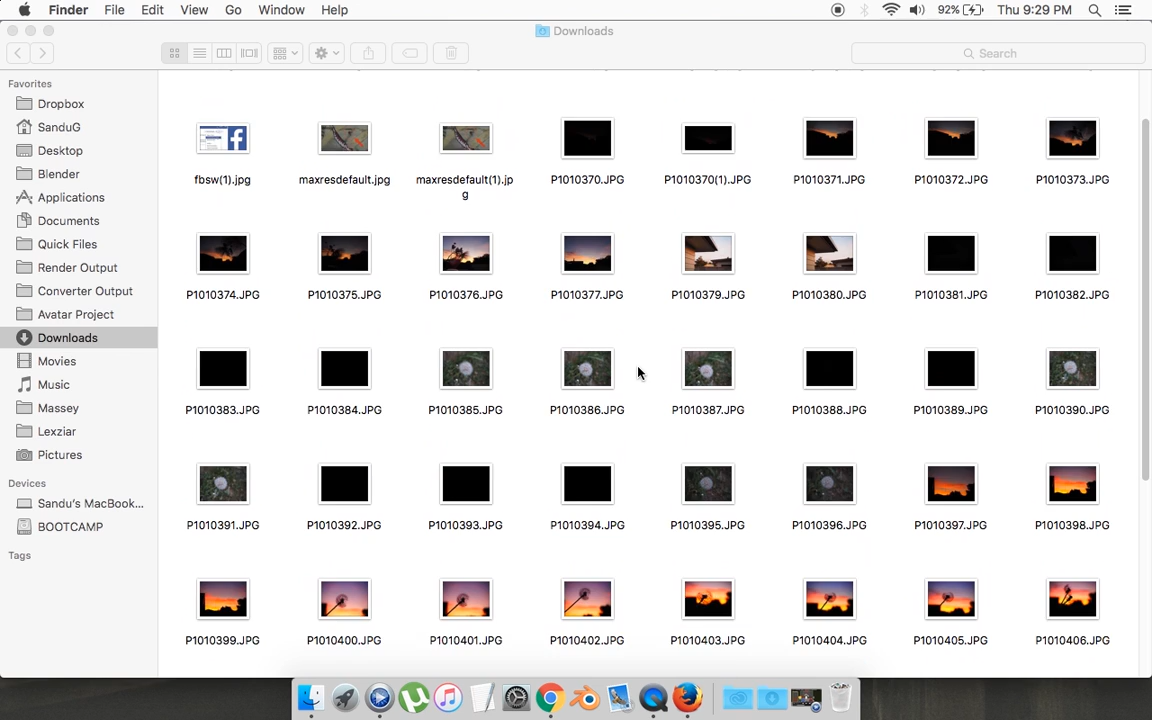 Finder File Edit View Go Window Help 92% Thu 9:29 PM
Downloads
Search
Favorites
Dropbox
SanduG
Desktop
Blender
Applications
Documents
Quick Files
Render Output
Converter Output
Avatar Project
Downloads
Movies
Music
Massey
Lexziar
Pictures
Devices
Sandu's MacBook...
BOOTCAMP
Tags
fbsw(1).jpg maxresdefault.jpg maxresdefault(1).jp P1010370.JPG P1010370(1).JPG P1010371.JPG P1010372.JPG P1010373.JPG
g
P1010374.JPG P1010375.JPG P1010376.JPG P1010377.JPG P1010379.JPG P1010380.JPG P1010381.JPG P1010382.JPG
P1010383.JPG P1010384.JPG P1010385.JPG P1010386.JPG P1010387.JPG P1010388.JPG P1010389.JPG P1010390.JPG
P1010391.JPG P1010392.JPG P1010393.JPG P1010394.JPG P1010395.JPG P1010396.JPG P1010397.JPG P1010398.JPG
P1010399.JPG P1010400.JPG P1010401.JPG P1010402.JPG P1010403.JPG P1010404.JPG P1010405.JPG P1010406.JPG